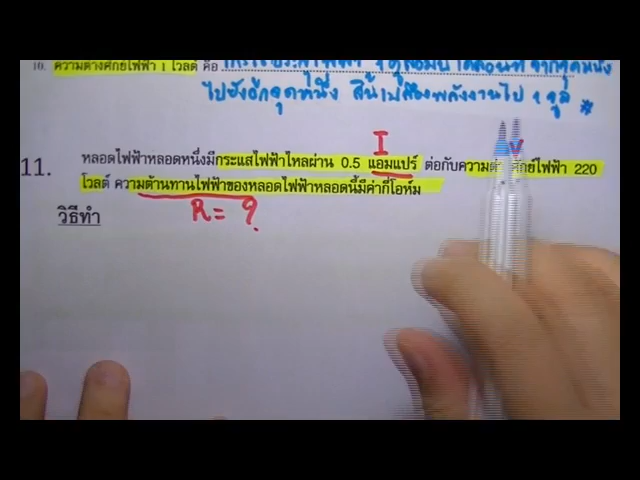 10. ความต่างศักย์ไฟฟ้า 1 โวลต์ คือ
ไปยังอีกจุดหนึ่ง สิ้นเปลืองพลังงานไป 1 จูล *
I
V
11. หลอดไฟฟ้าหลอดหนึ่งมีกระแสไฟฟ้าไหลผ่าน 0.5 แอมแปร์ ต่อกับความต่างศักย์ไฟฟ้า 220
โวลต์ ความต้านทานไฟฟ้าของหลอดไฟฟ้าหลอดนี้มีค่ากี่โอห์ม
R = ?
วิธีทำ